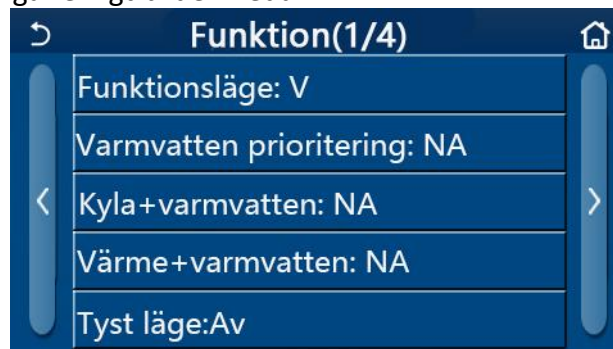 Funktion(1/4)
Funktionsläge: V
Varmvatten prioritering: NA
Kyla+varmvatten: NA
Värme+varmvatten: NA
Tyst läge:Av